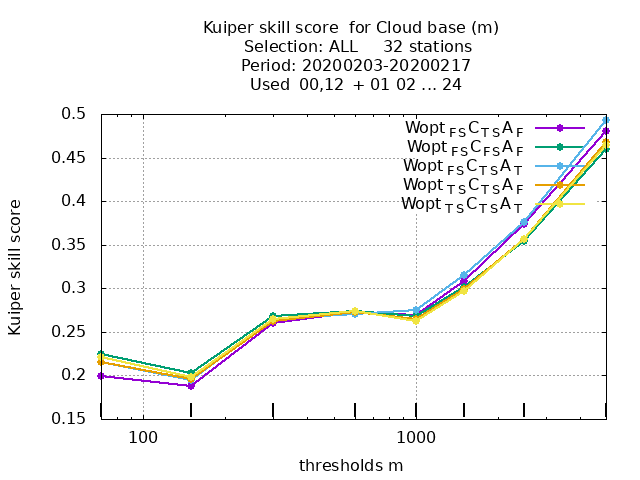 Kuiper skill score  for Cloud base (m)
Selection: ALL     32 stations
Period: 20200203-20200217
Used  00,12  + 01 02 ... 24
0.5
0.45
0.4
0.35
0.3
0.25
0.2
0.15
Kuiper skill score
Wopt FS C TS A F
Wopt FS C FS A F
Wopt FS C TS A T
Wopt TS C TS A F
Wopt TS C TS A T
100 1000
thresholds m